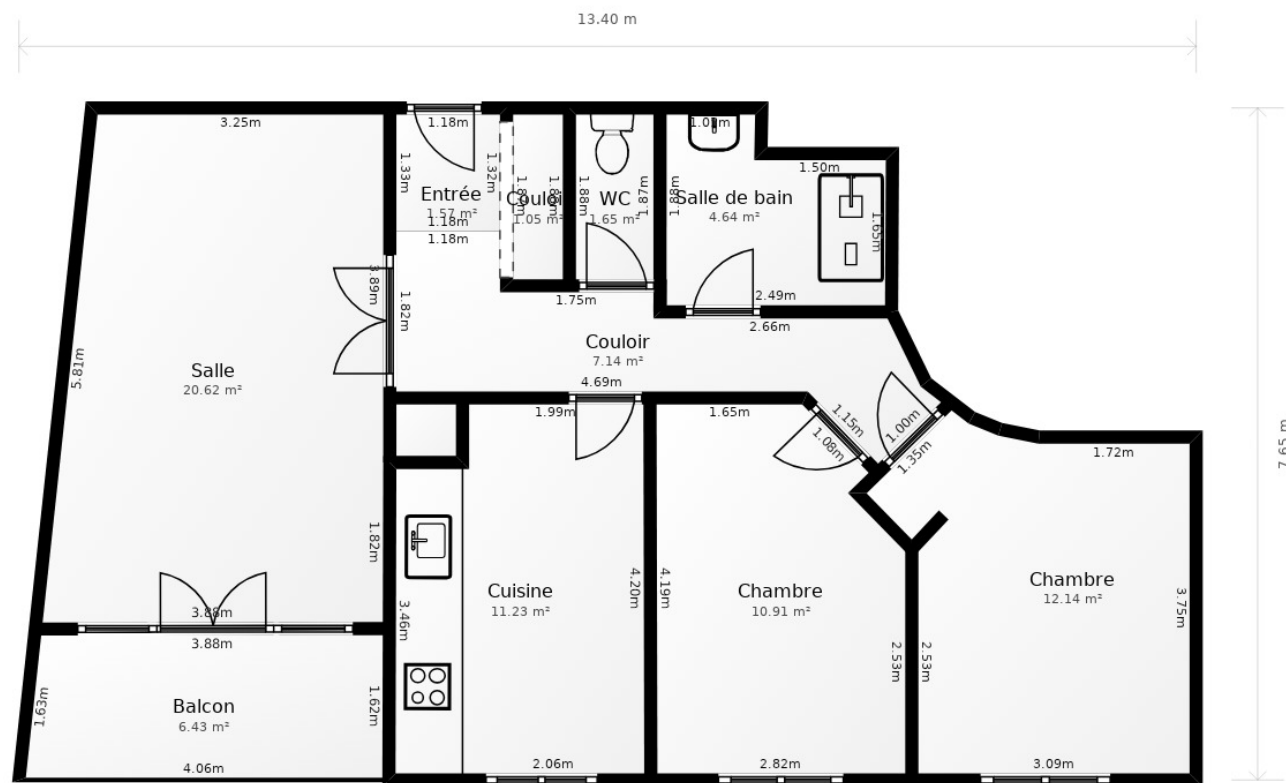 13.40 m
3.25m
1.18m
1.50m
1.33m
1.32m
Entrée
1.57 m²
1.18m
1.18m
1.05 m²
1.88m
WC
1.65 m²
1.87m
1.88m
Salle de bain
4.64 m²
1.65m
3.89m
1.82m
1.75m
2.49m
2.66m
Couloir
7.14 m²
5.81m
Salle
20.62 m²
4.69m
1.99m
1.65m
1.15m
1.08m
1.00m
1.35m
1.72m
7.65 m
1.82m
3.46m
Cuisine
11.23 m²
4.20m
4.19m
Chambre
10.91 m²
2.53m
2.53m
Chambre
12.14 m²
3.75m
3.88m
3.88m
1.63m
Balcon
6.43 m²
1.62m
4.06m
2.06m
2.82m
3.09m